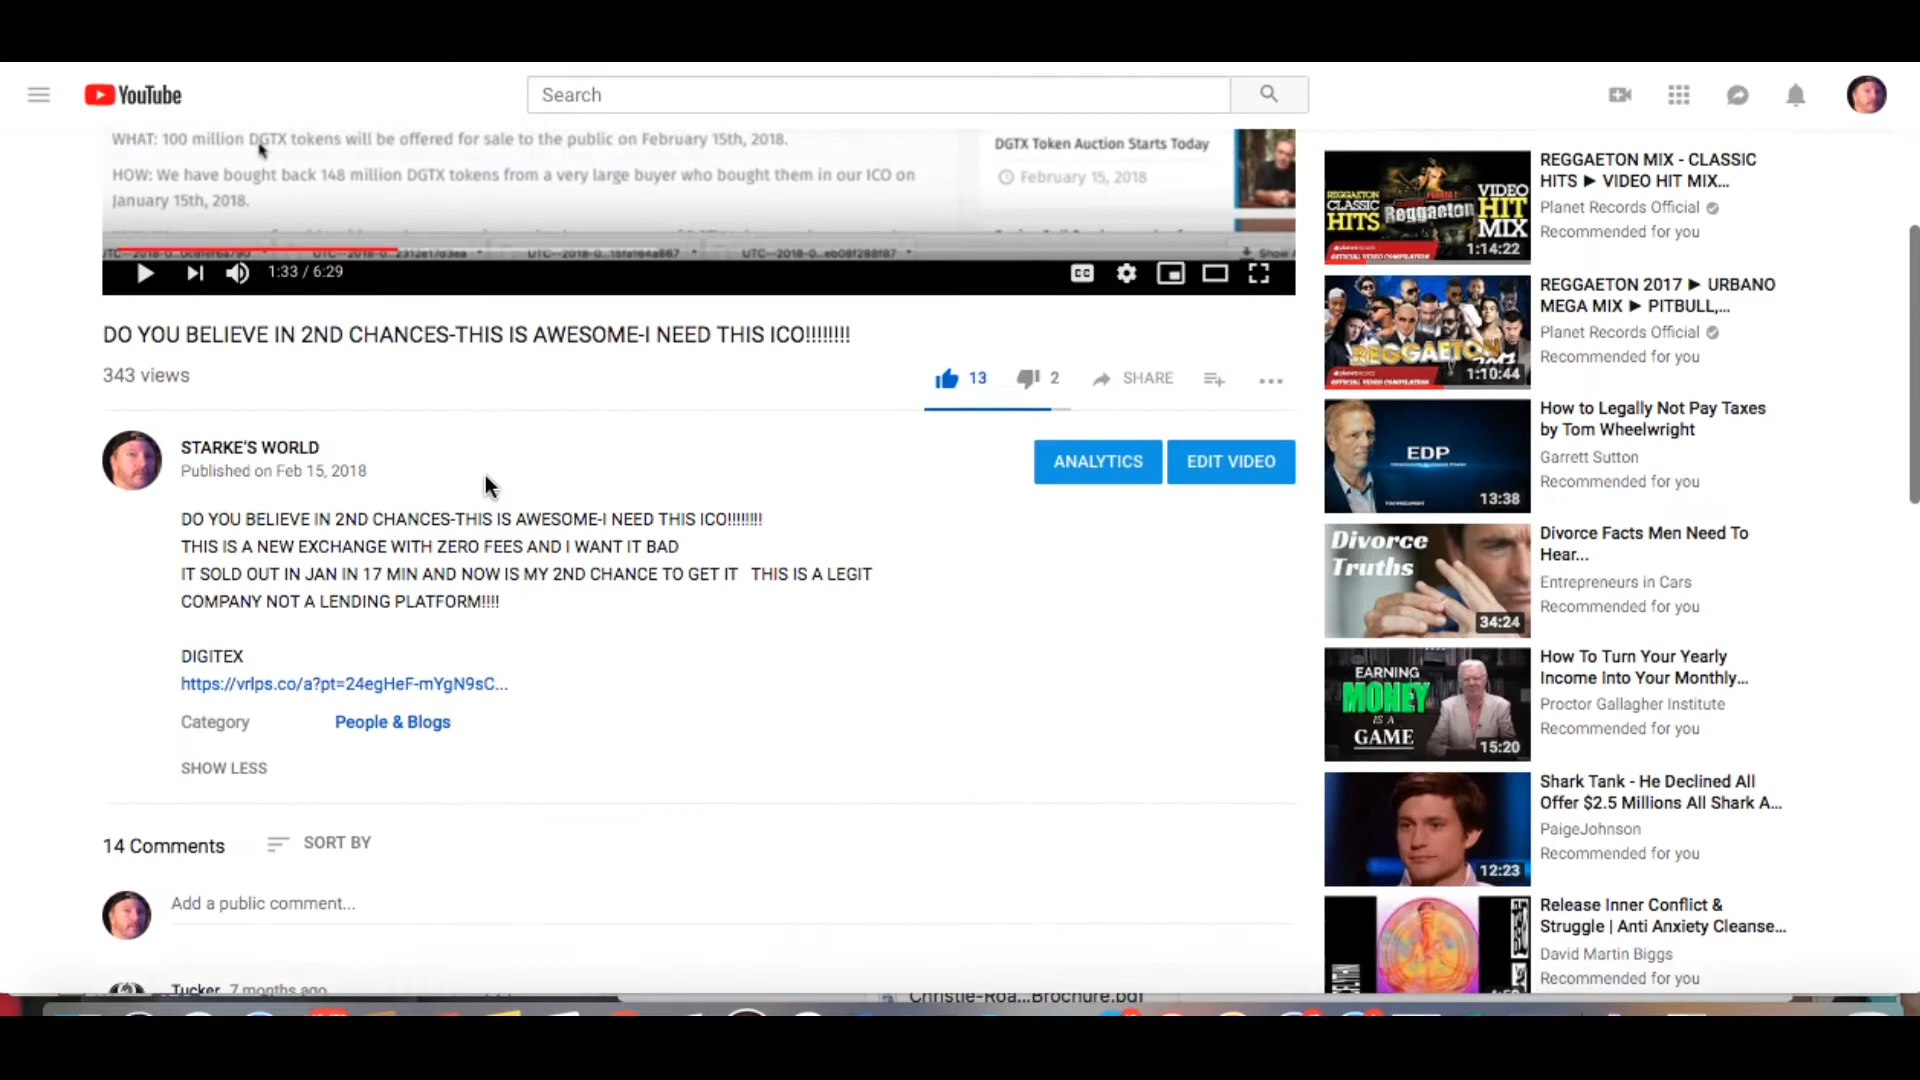 YouTube
Search
WHAT: 100 million DGTX tokens will be offered for sale to the public on February 15th, 2018.
HOW: We have bought back 148 million DGTX tokens from a very large buyer who bought them in our ICO on
January 15th, 2018.
DGTX Token Auction Starts Today
February 15, 2018
1:33 / 6:29
CC
DO YOU BELIEVE IN 2ND CHANCES-THIS IS AWESOME-I NEED THIS ICO!!!!!!!!
343 views
13
2
SHARE
STARKE'S WORLD
Published on Feb 15, 2018
ANALYTICS
EDIT VIDEO
DO YOU BELIEVE IN 2ND CHANCES-THIS IS AWESOME-I NEED THIS ICO!!!!!!!!
THIS IS A NEW EXCHANGE WITH ZERO FEES AND I WANT IT BAD
IT SOLD OUT IN JAN IN 17 MIN AND NOW IS MY 2ND CHANCE TO GET IT THIS IS A LEGIT
COMPANY NOT A LENDING PLATFORM!!!!
DIGITEX
https://vrlps.co/a?pt=24egHeF-mYgN9sC...
Category
People & Blogs
SHOW LESS
14 Comments
SORT BY
Add a public comment...
Tucker 7 months ago
REGGAETON
CLASSIC
HITS
Reggaeton
VIDEO
HIT
MIX
1:14:22
REGGAETON MIX - CLASSIC
HITS ► VIDEO HIT MIX...
Planet Records Official
Recommended for you
REGGAETON
2017
1:10:44
REGGAETON 2017 ► URBANO
MEGA MIX ► PITBULL,...
Planet Records Official
Recommended for you
EDP
13:38
How to Legally Not Pay Taxes
by Tom Wheelwright
Garrett Sutton
Recommended for you
Divorce
Truths
34:24
Divorce Facts Men Need To
Hear...
Entrepreneurs in Cars
Recommended for you
EARNING
MONEY
IS A
GAME
15:20
How To Turn Your Yearly
Income Into Your Monthly...
Proctor Gallagher Institute
Recommended for you
12:23
Shark Tank - He Declined All
Offer $2.5 Millions All Shark A...
PaigeJohnson
Recommended for you
Release Inner Conflict &
Struggle | Anti Anxiety Cleanse...
David Martin Biggs
Recommended for you
Christie-Roa...Brochure.pdf